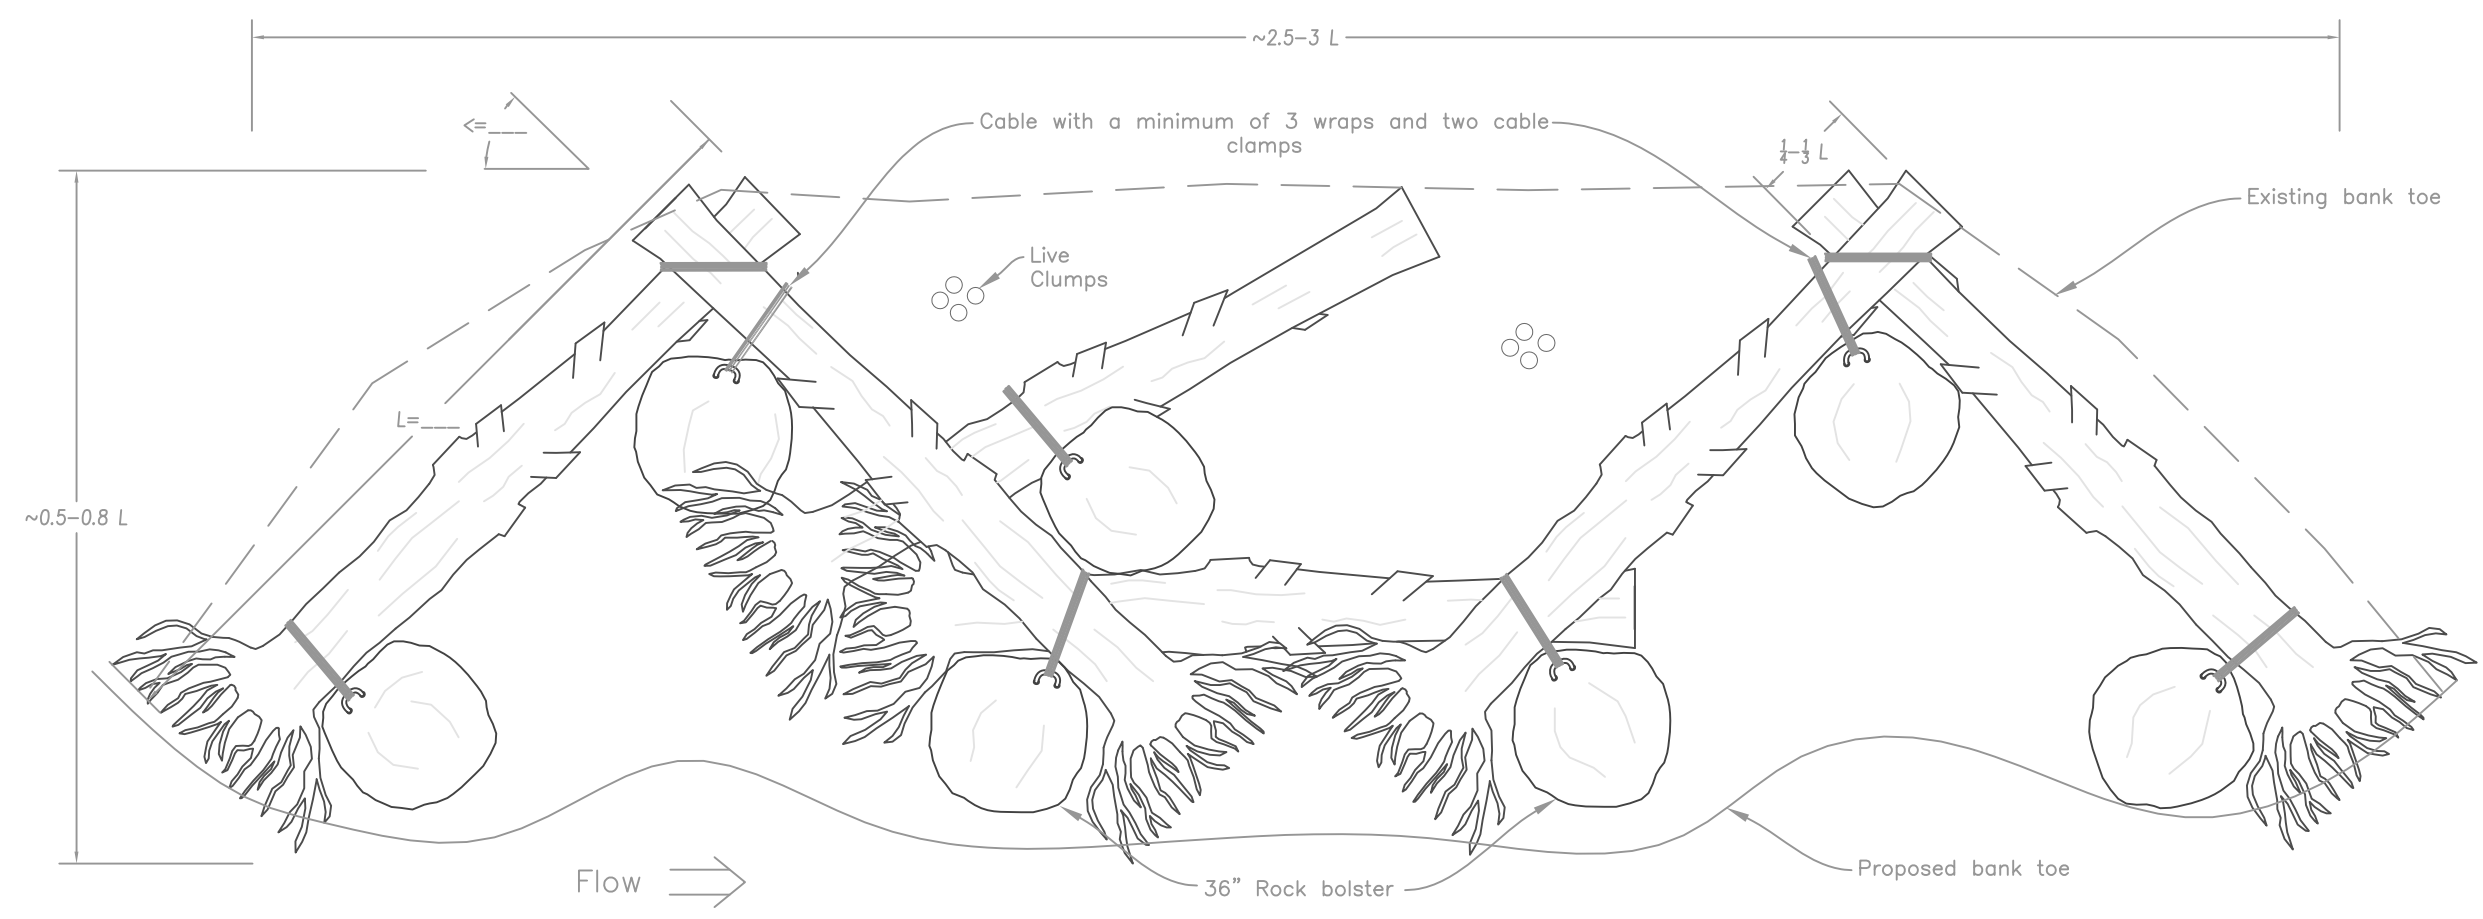 ~2.5-3 L
<=___
Cable with a minimum of 3 wraps and two cable
clamps
1/4-1/3 L
Existing bank toe
Live
Clumps
L=___
~0.5-0.8 L
Proposed bank toe
Flow
36” Rock bolster